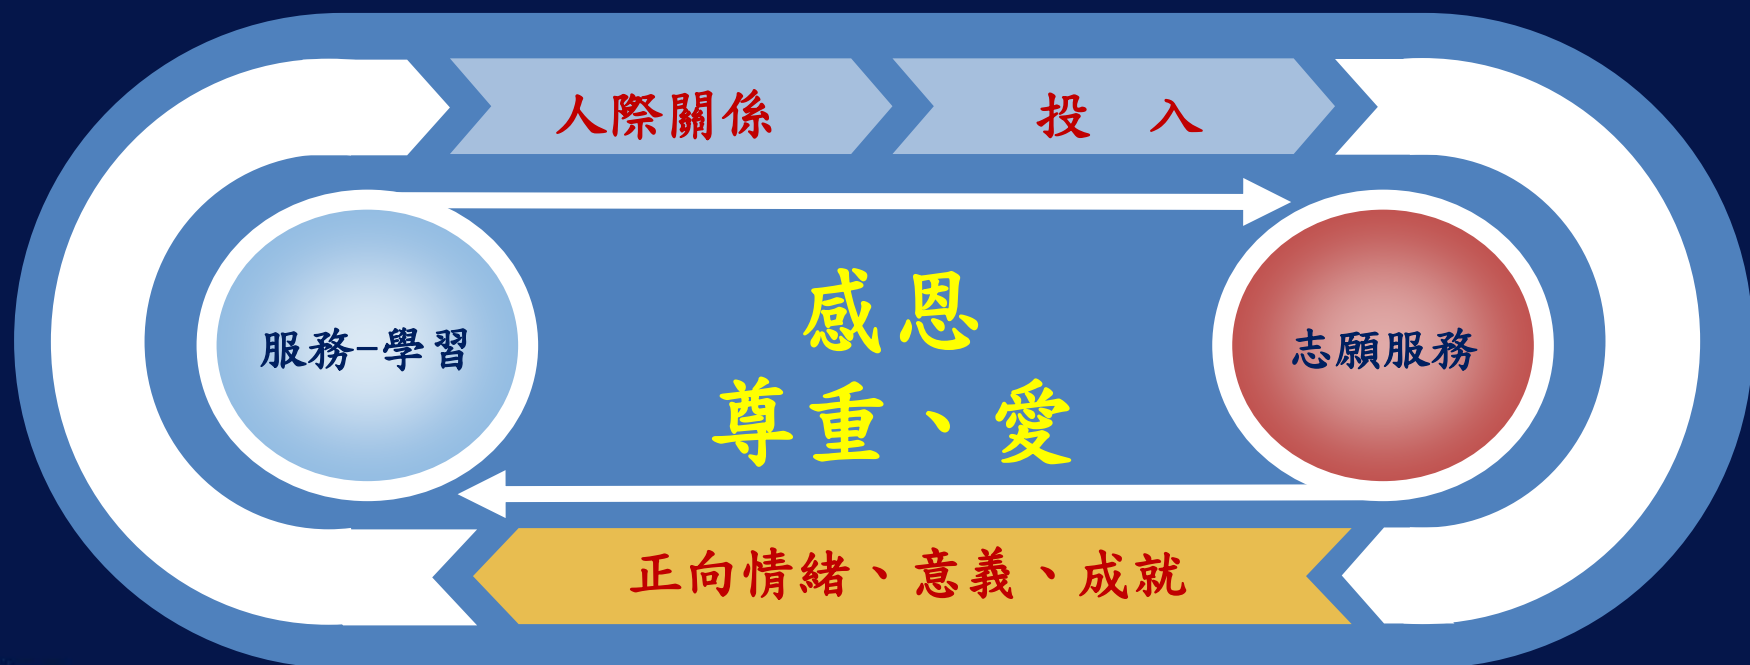 人際關係
投 入
感恩
尊重、愛
服務-學習
志願服務
正向情緒、意義、成就